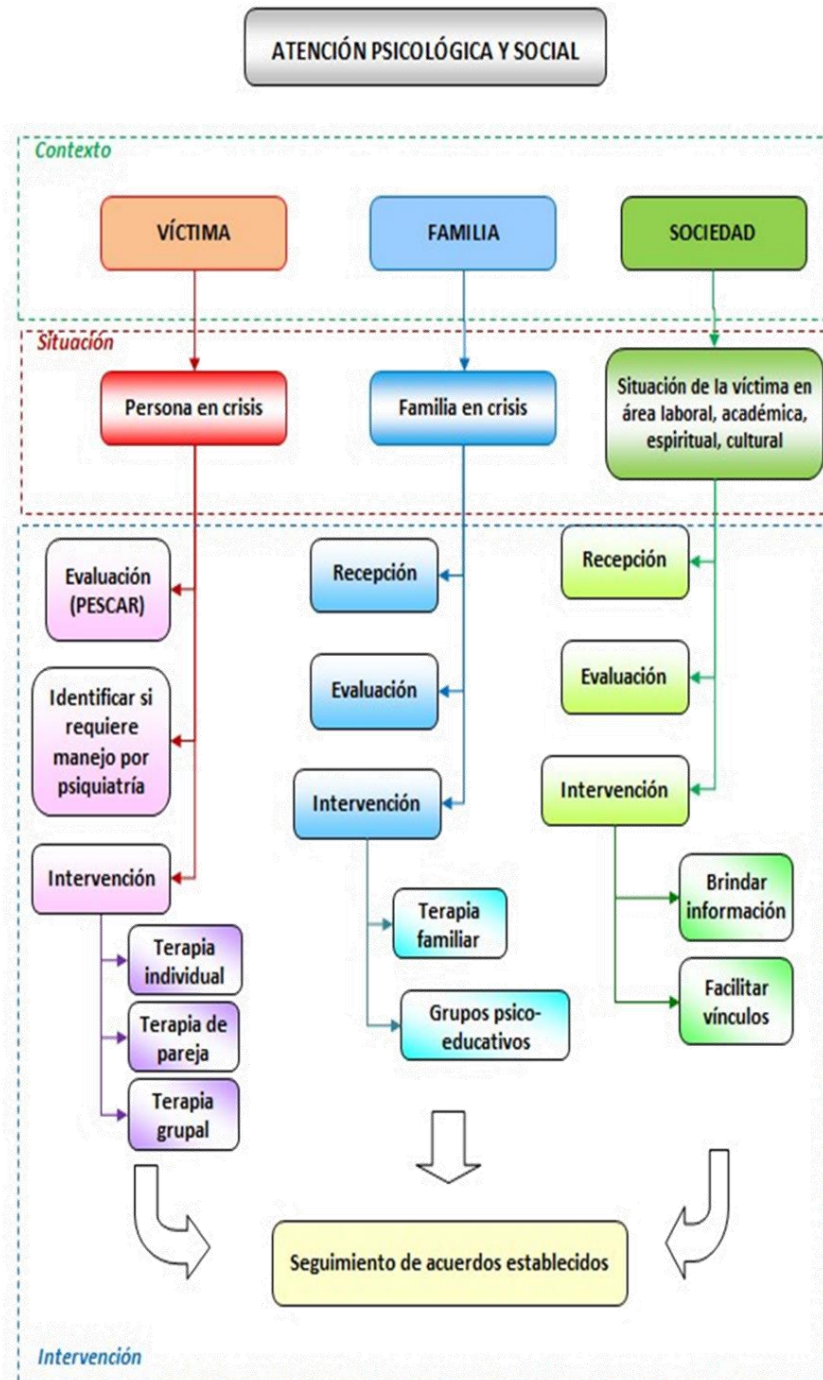 ATENCIÓN PSICOLÓGICA Y SOCIAL
Contexto
VÍCTIMA
FAMILIA
SOCIEDAD
Situación
Persona en crisis
Familia en crisis
Situación de la víctima en
área laboral, académica,
espiritual, cultural
Evaluación
(PESCAR)
Identificar si
requiere
manejo por
psiquiatría
Intervención
Terapia
individual
Terapia de
pareja
Terapia
grupal
Recepción
Evaluación
Intervención
Terapia
familiar
Grupos psico-
educativos
Recepción
Evaluación
Intervención
Brindar
información
Facilitar
vínculos
Seguimiento de acuerdos establecidos
Intervención